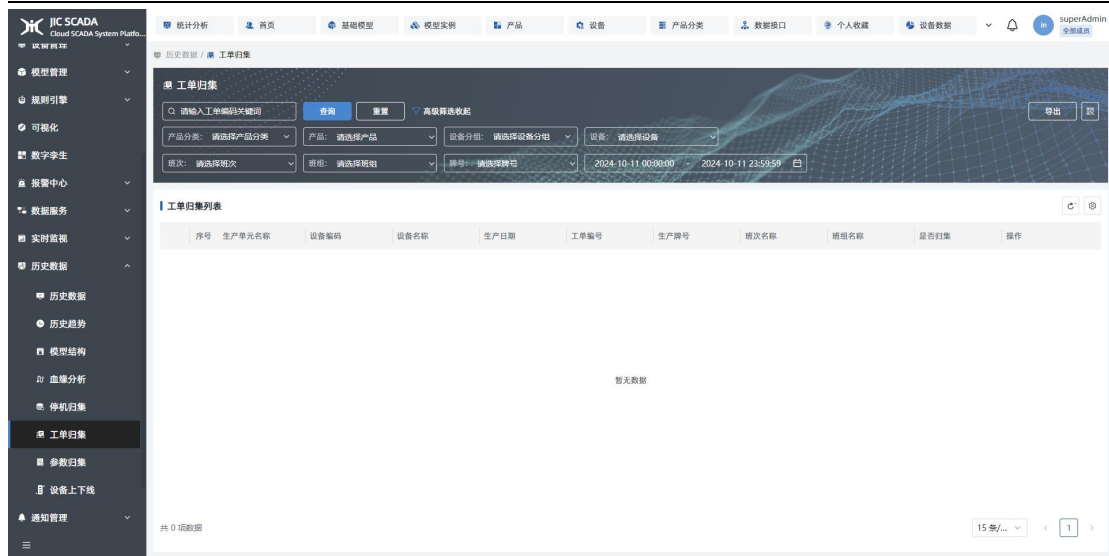 JIC SCADA
Cloud SCADA System Platfo...
统计分析 首页 基础模型 模型实例 产品 设备 产品分类 数据接口 个人收藏 设备数据 in superAdmin
全部成员
设备管理
模型管理
规则引擎
可视化
数字孪生
报警中心
数据服务
实时监视
历史数据
历史数据
历史趋势
模型结构
血缘分析
停机归集
工单归集
参数归集
设备上下线
通知管理
历史数据 / 工单归集
工单归集
请输入工单编码关键词 查询 重置 高级筛选收起 导出
产品分类: 请选择产品分类 产品: 请选择产品 设备分组: 请选择设备分组 设备: 请选择设备
班次: 请选择班次 班组: 请选择班组 牌号: 请选择牌号 2024-10-11 00:00:00 - 2024-10-11 23:59:59
工单归集列表
序号 生产单元名称 设备编码 设备名称 生产日期 工单编号 生产牌号 班次名称 班组名称 是否归集 操作
暂无数据
共 0 项数据 15 条/... 1